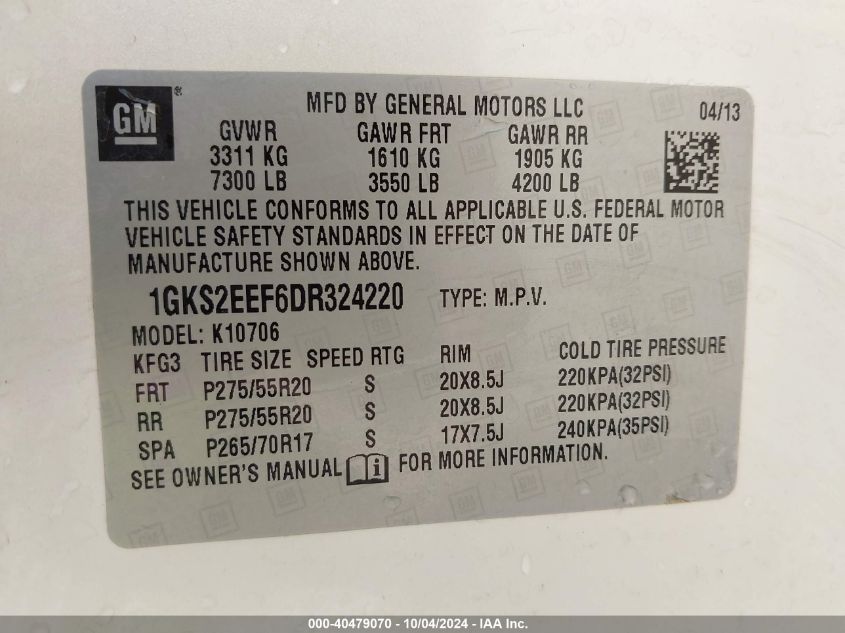 GM ®
MFD BY GENERAL MOTORS LLC 04/13
GVWR GAWR FRT GAWR RR
3311 KG 1610 KG 1905 KG
7300 LB 3550 LB 4200 LB
THIS VEHICLE CONFORMS TO ALL APPLICABLE U.S. FEDERAL MOTOR
VEHICLE SAFETY STANDARDS IN EFFECT ON THE DATE OF
MANUFACTURE SHOWN ABOVE.
1GKS2EEF6DR324220 TYPE: M.P.V.
MODEL: K10706
KFG3 TIRE SIZE SPEED RTG RIM COLD TIRE PRESSURE
FRT P275/55R20 S 20X8.5J 220KPA(32PSI)
RR P275/55R20 S 20X8.5J 220KPA(32PSI)
SPA P265/70R17 S 17X7.5J 240KPA(35PSI)
SEE OWNER'S MANUAL i FOR MORE INFORMATION.
000-40479070 - 10/04/2024 - IAA Inc.